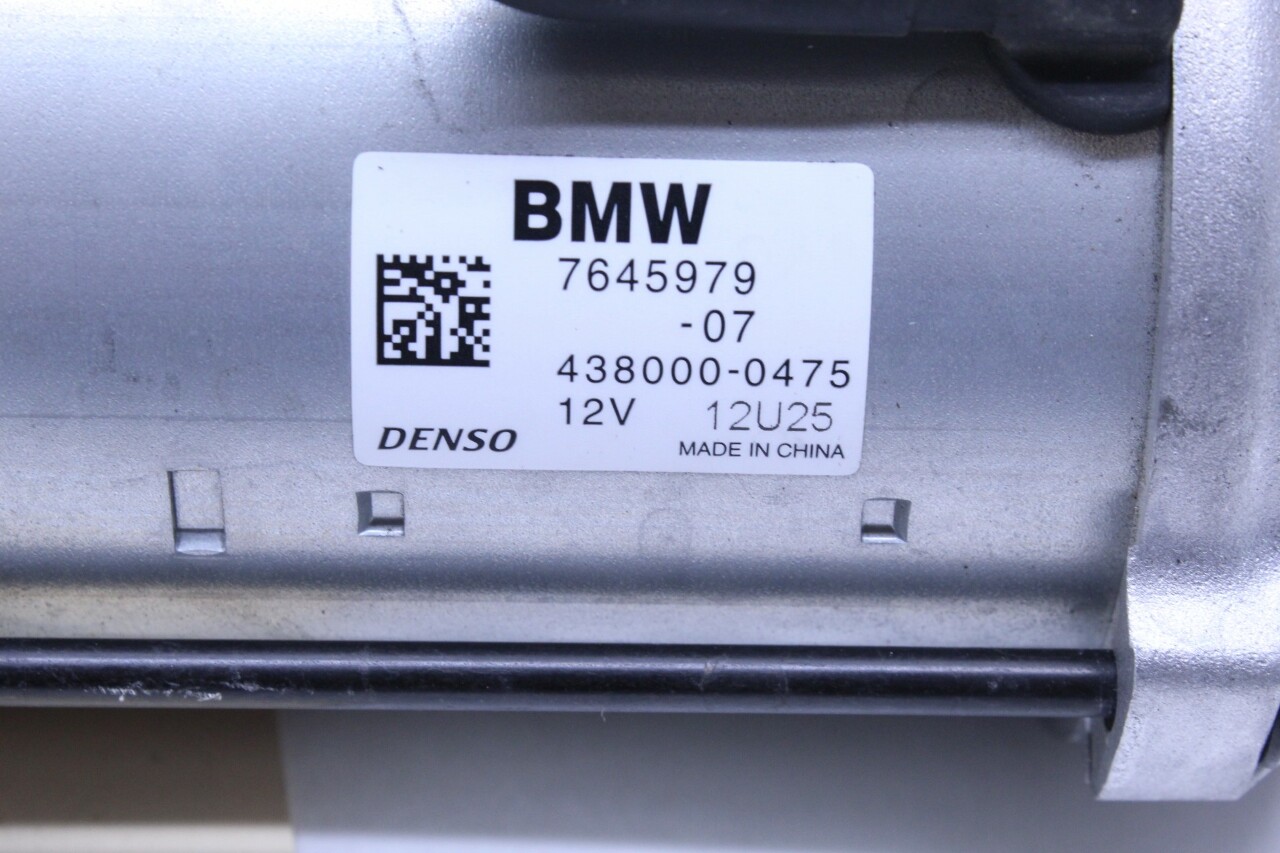 BMW
7645979
-07
438000-0475
12V 12U25
DENSO
MADE IN CHINA